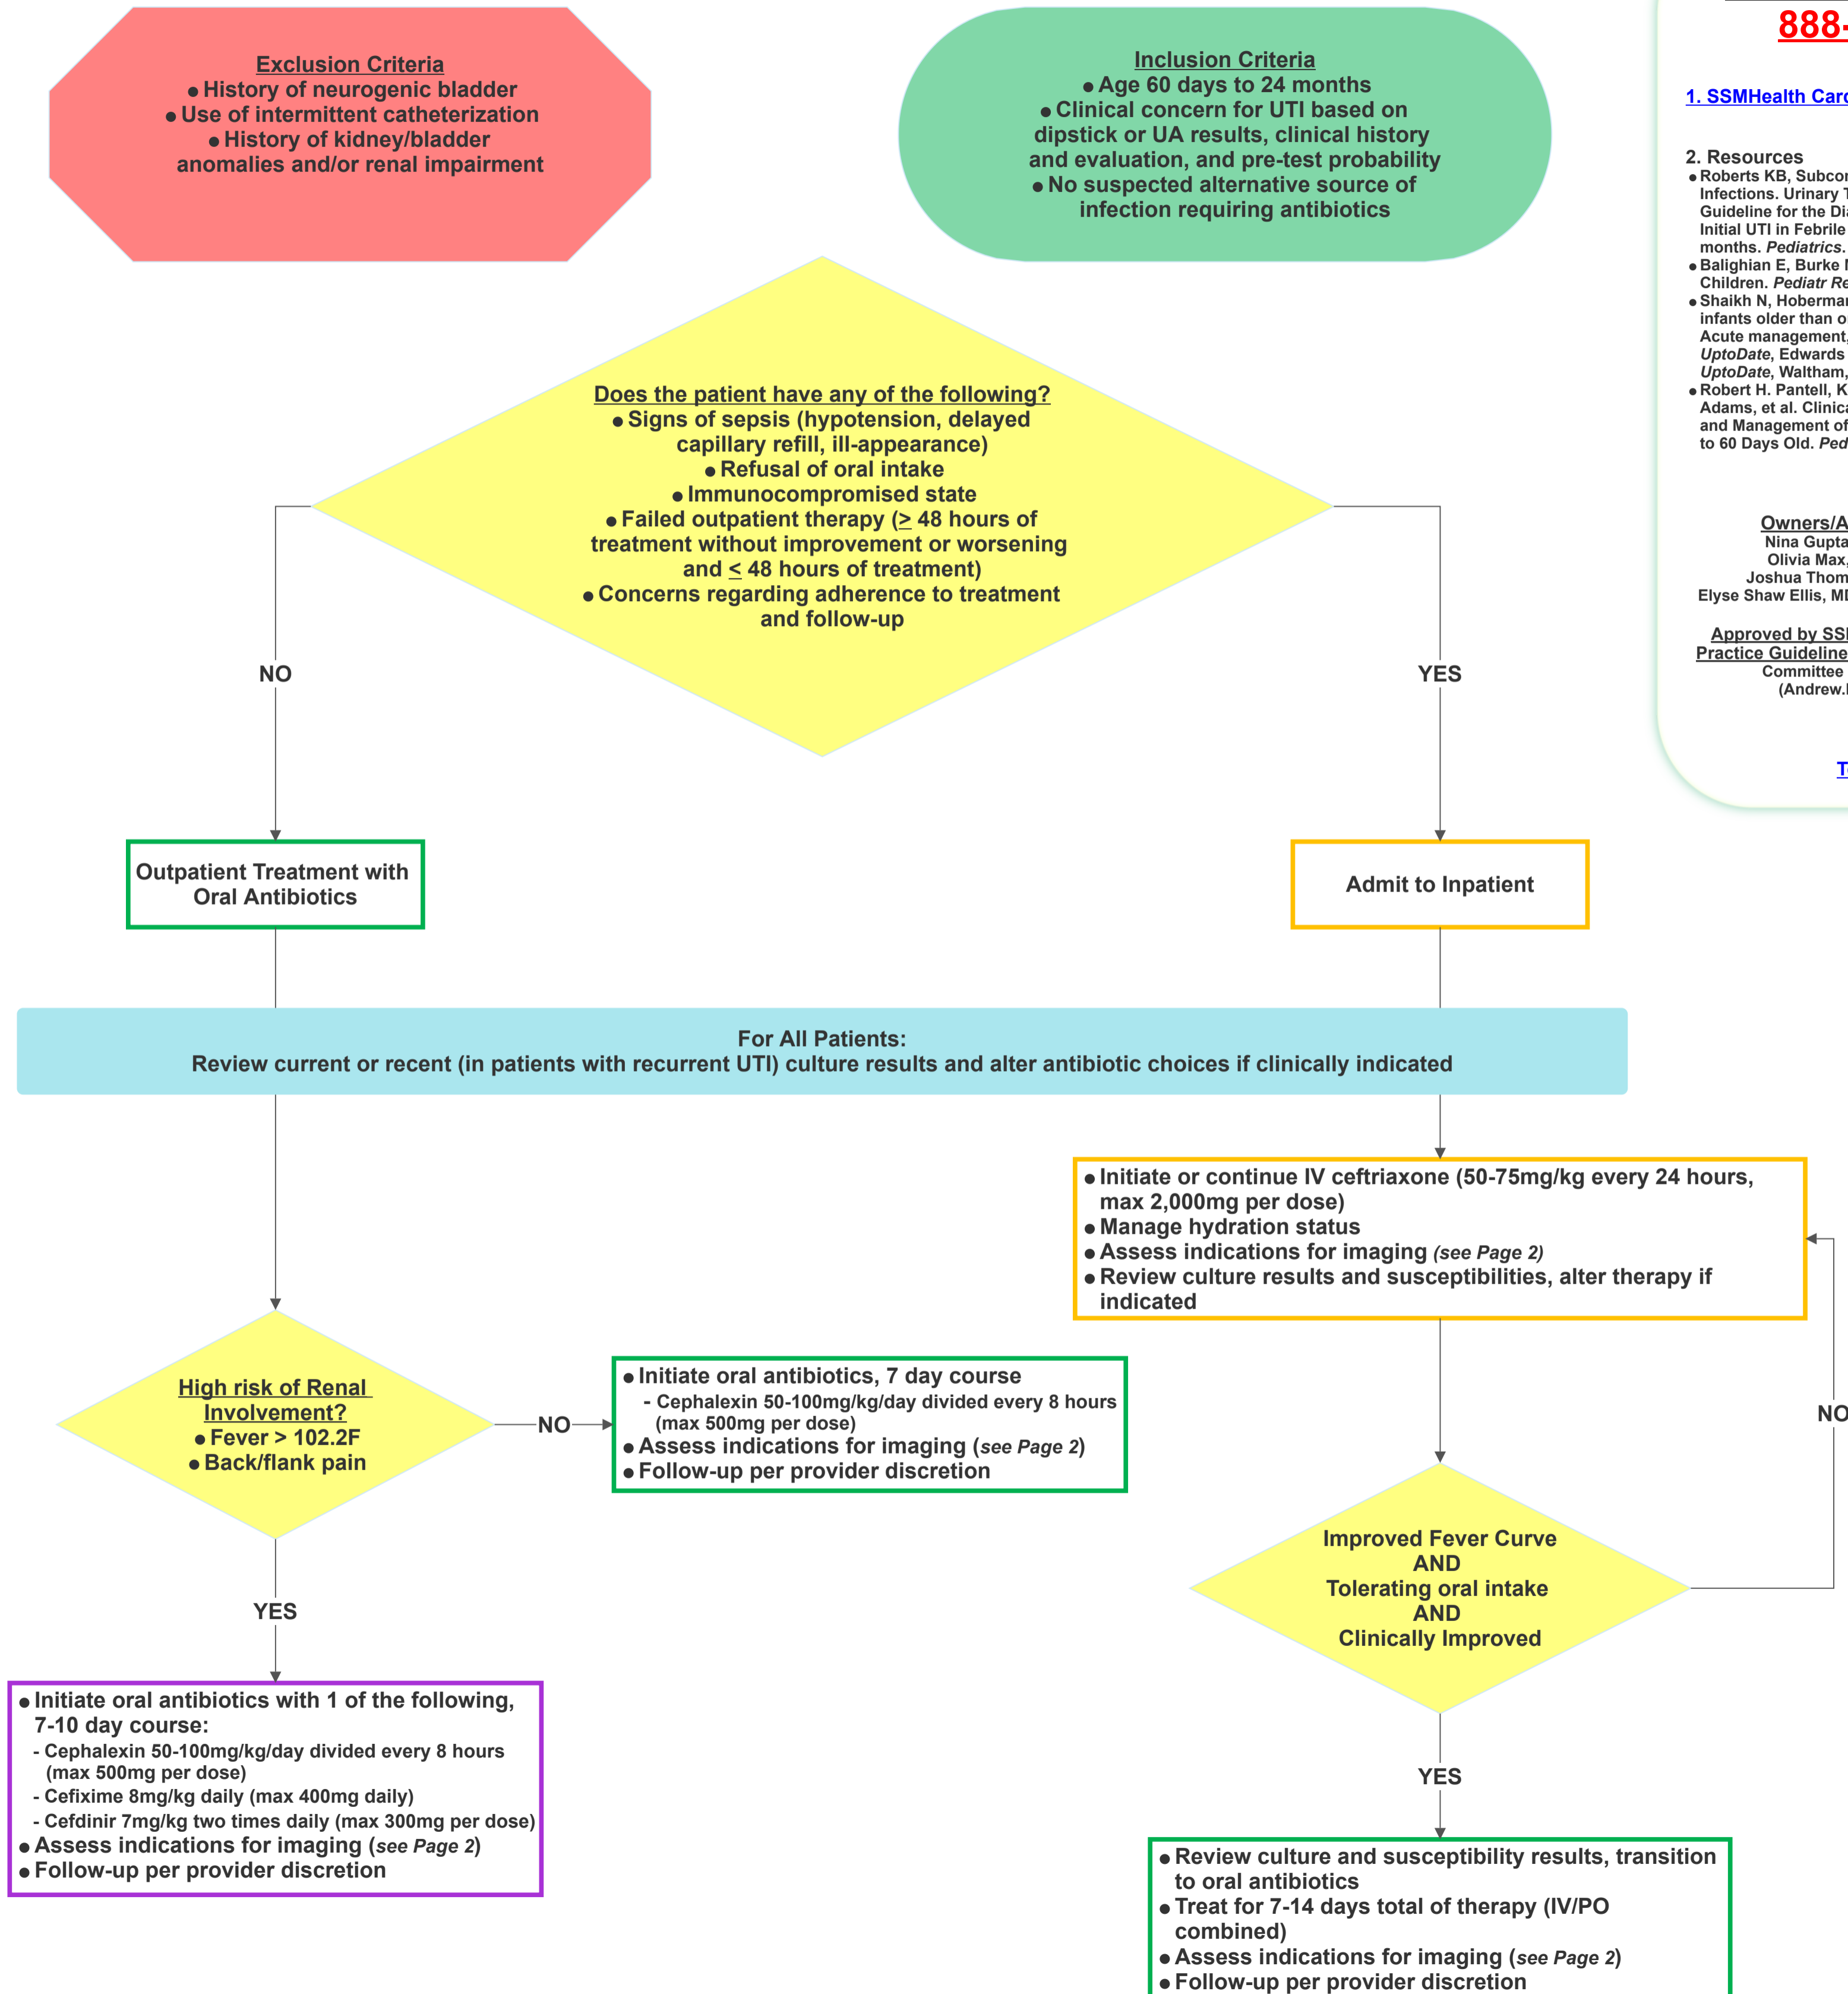 Exclusion Criteria
● History of neurogenic bladder
● Use of intermittent catheterization
● History of kidney/bladder
anomalies and/or renal impairment
Inclusion Criteria
● Age 60 days to 24 months
● Clinical concern for UTI based on
dipstick or UA results, clinical history
and evaluation, and pre-test probability
● No suspected alternative source of
infection requiring antibiotics
888-
1. SSMHealth Card
2. Resources
● Roberts KB, Subcom
Infections. Urinary T
Guideline for the Dia
Initial UTI in Febrile
months. Pediatrics.
● Balighian E, Burke
Children. Pediatr Re
● Shaikh N, Hoberman
infants older than o
Acute management,
UptoDate, Edwards
UptoDate, Waltham,
● Robert H. Pantell, K
Adams, et al. Clinica
and Management of
to 60 Days Old. Ped
Owners/A
Nina Gupta
Olivia Max,
Joshua Thom
Elyse Shaw Ellis, MD
Approved by SS
Practice Guideline
Committee
(Andrew.
Does the patient have any of the following?
● Signs of sepsis (hypotension, delayed
capillary refill, ill-appearance)
● Refusal of oral intake
● Immunocompromised state
● Failed outpatient therapy (≥ 48 hours of
treatment without improvement or worsening
and ≤ 48 hours of treatment)
● Concerns regarding adherence to treatment
and follow-up
NO
YES
Outpatient Treatment with
Oral Antibiotics
Admit to Inpatient
For All Patients:
Review current or recent (in patients with recurrent UTI) culture results and alter antibiotic choices if clinically indicated
● Initiate or continue IV ceftriaxone (50-75mg/kg every 24 hours,
max 2,000mg per dose)
● Manage hydration status
● Assess indications for imaging (see Page 2)
● Review culture results and susceptibilities, alter therapy if
indicated
High risk of Renal
Involvement?
● Fever > 102.2F
● Back/flank pain
NO
● Initiate oral antibiotics, 7 day course
- Cephalexin 50-100mg/kg/day divided every 8 hours
(max 500mg per dose)
● Assess indications for imaging (see Page 2)
● Follow-up per provider discretion
NO
Improved Fever Curve
AND
Tolerating oral intake
AND
Clinically Improved
YES
● Initiate oral antibiotics with 1 of the following,
7-10 day course:
- Cephalexin 50-100mg/kg/day divided every 8 hours
(max 500mg per dose)
- Cefixime 8mg/kg daily (max 400mg daily)
- Cefdinir 7mg/kg two times daily (max 300mg per dose)
● Assess indications for imaging (see Page 2)
● Follow-up per provider discretion
YES
● Review culture and susceptibility results, transition
to oral antibiotics
● Treat for 7-14 days total of therapy (IV/PO
combined)
● Assess indications for imaging (see Page 2)
● Follow-up per provider discretion